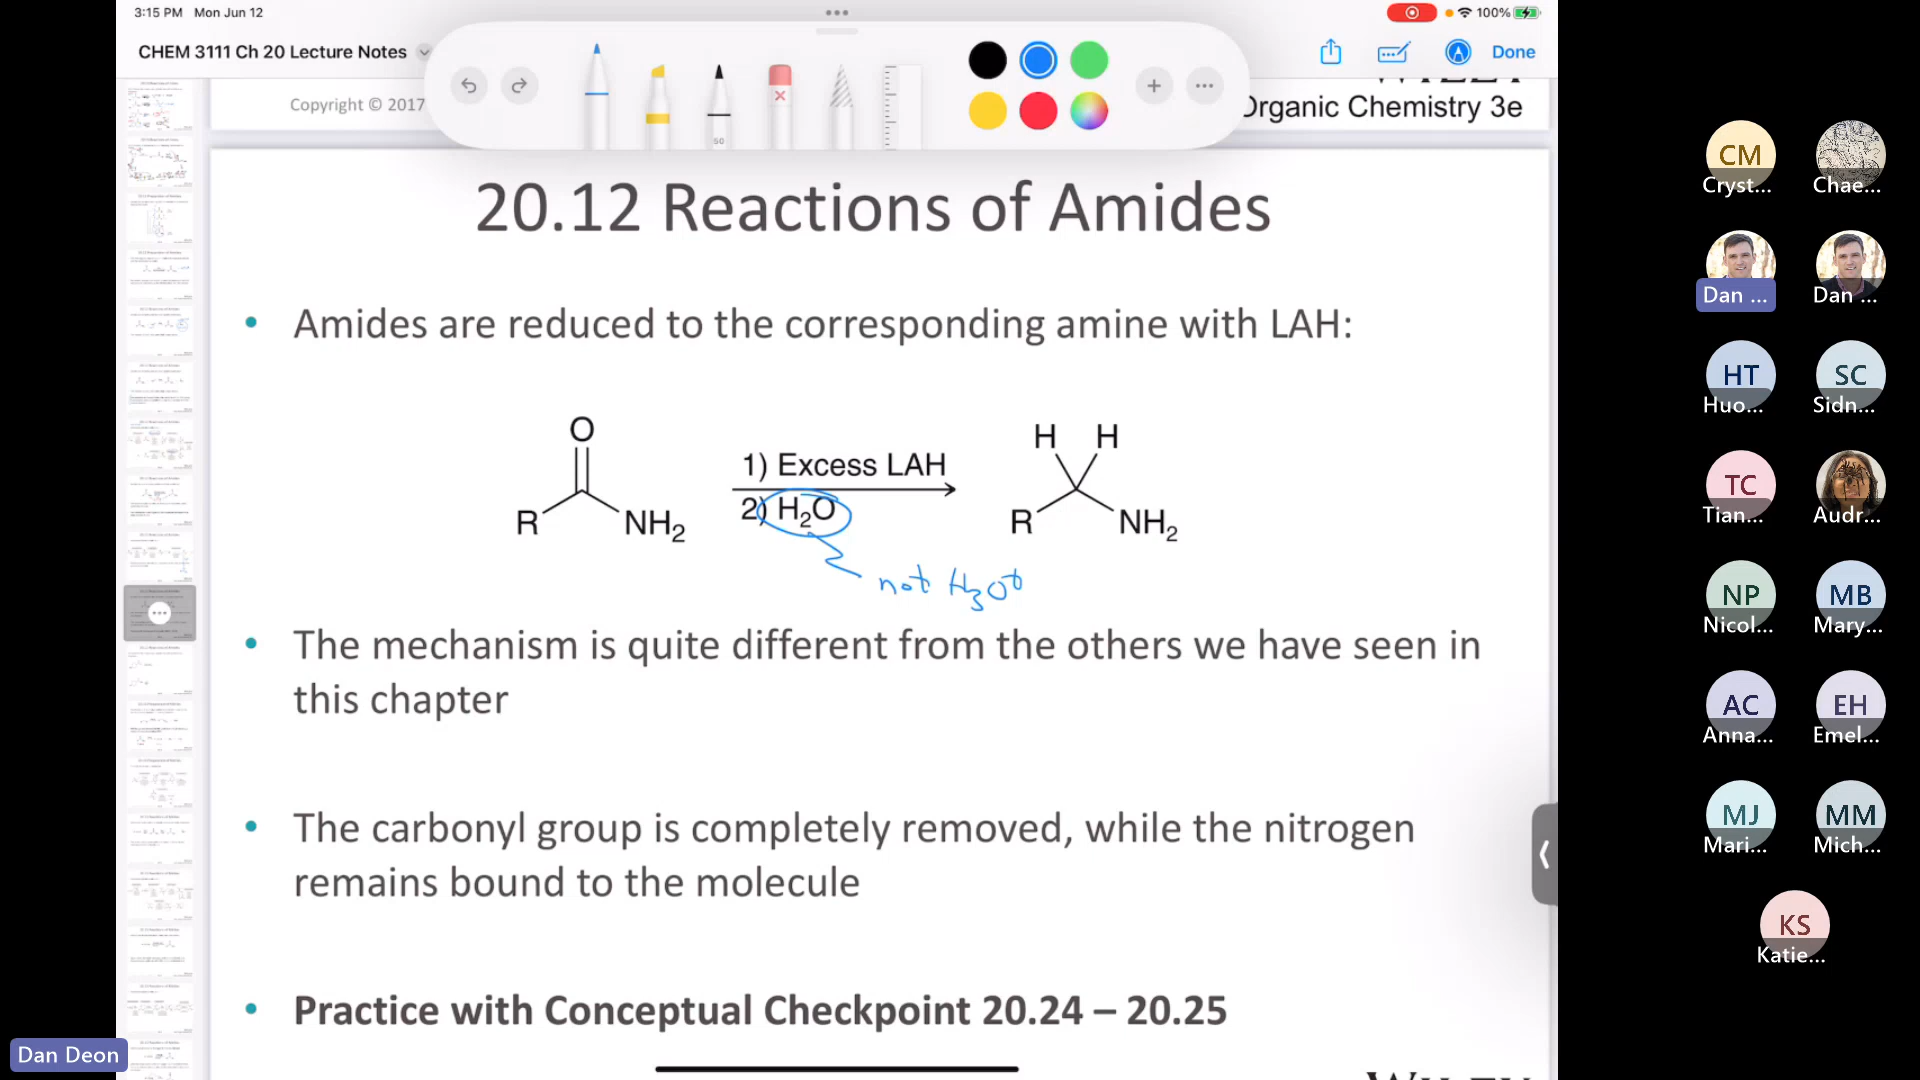 3:15 PM Mon Jun 12
100%
CHEM 3111 Ch 20 Lecture Notes
Done
50
Copyright © 2017
Organic Chemistry 3e
20.12 Reactions of Amides
• Amides are reduced to the corresponding amine with LAH:
O
R
NH2
1) Excess LAH
2) H2O
H H
R
NH2
not H3O+
• The mechanism is quite different from the others we have seen in
this chapter
• The carbonyl group is completely removed, while the nitrogen
remains bound to the molecule
• Practice with Conceptual Checkpoint 20.24 – 20.25
CM
Cryst...
Chae...
Dan ...
Dan ...
HT
Huo...
SC
Sidn...
TC
Tian...
Audr...
NP
Nicol...
MB
Mary...
AC
Anna...
EH
Emel...
MJ
Mari...
MM
Mich...
KS
Katie...
Dan Deon